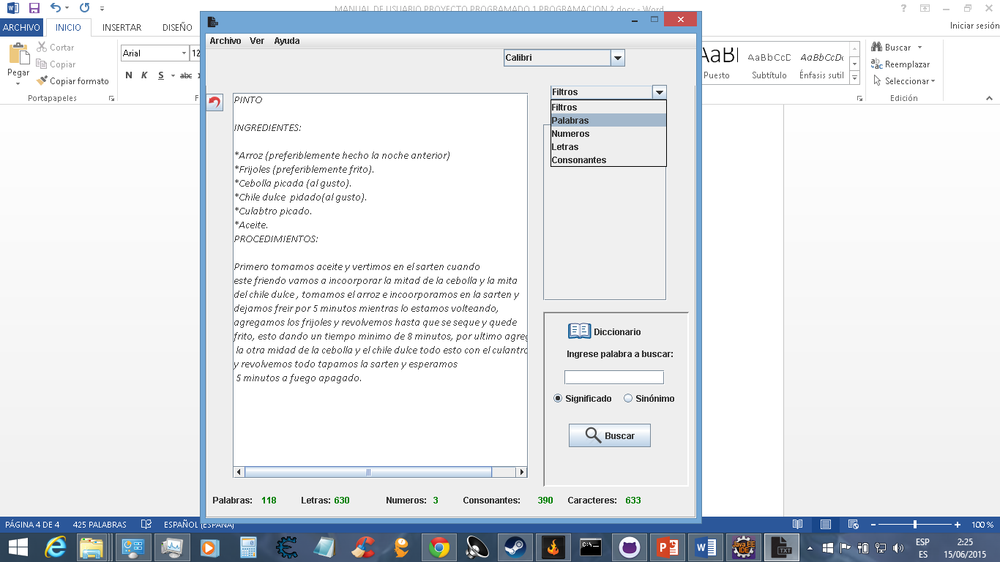 MANUAL DE USUARIO PROYECTO PROGRAMADO 1 PROGRAMACION 2.docx - Word
ARCHIVO INICIO INSERTAR DISEÑO
Iniciar sesión
Pegar
Cortar
Copiar
Copiar formato
Portapapeles
Arial 12
N K S abc
F
AaBl AaBbCcD AaBbCcDc
Puesto Subtítulo Énfasis sutil
Buscar
Reemplazar
Seleccionar
Edición
Archivo Ver Ayuda
Calibri
Filtros
Filtros
Palabras
Numeros
Letras
Consonantes
PINTO
INGREDIENTES:
*Arroz (preferiblemente hecho la noche anterior)
*Frijoles (preferiblemente frito).
*Cebolla picada (al gusto).
*Chile dulce  pidado(al gusto).
*Culabtro picado.
*Aceite.
PROCEDIMIENTOS:
Primero tomamos aceite y vertimos en el sarten cuando
este friendo vamos a incoorporar la mitad de la cebolla y la mita
del chile dulce , tomamos el arroz e incoorporamos en la sarten y
dejamos freir por 5 minutos mientras lo estamos volteando,
agregamos los frijoles y revolvemos hasta que se seque y quede
frito, esto dando un tiempo minimo de 8 minutos, por ultimo agreg
la otra midad de la cebolla y el chile dulce todo esto con el culantro
y revolvemos todo tapamos la sarten y esperamos
5 minutos a fuego apagado.
Diccionario
Ingrese palabra a buscar:
Significado Sinónimo
Buscar
Palabras: 118 Letras: 630 Numeros: 3 Consonantes: 390 Caracteres: 633
PÁGINA 4 DE 4 425 PALABRAS ESPAÑOL (ESPAÑA) 100 %
C:\_
Java EE
IDE
TXT
ESP
ES
2:25
15/06/2015